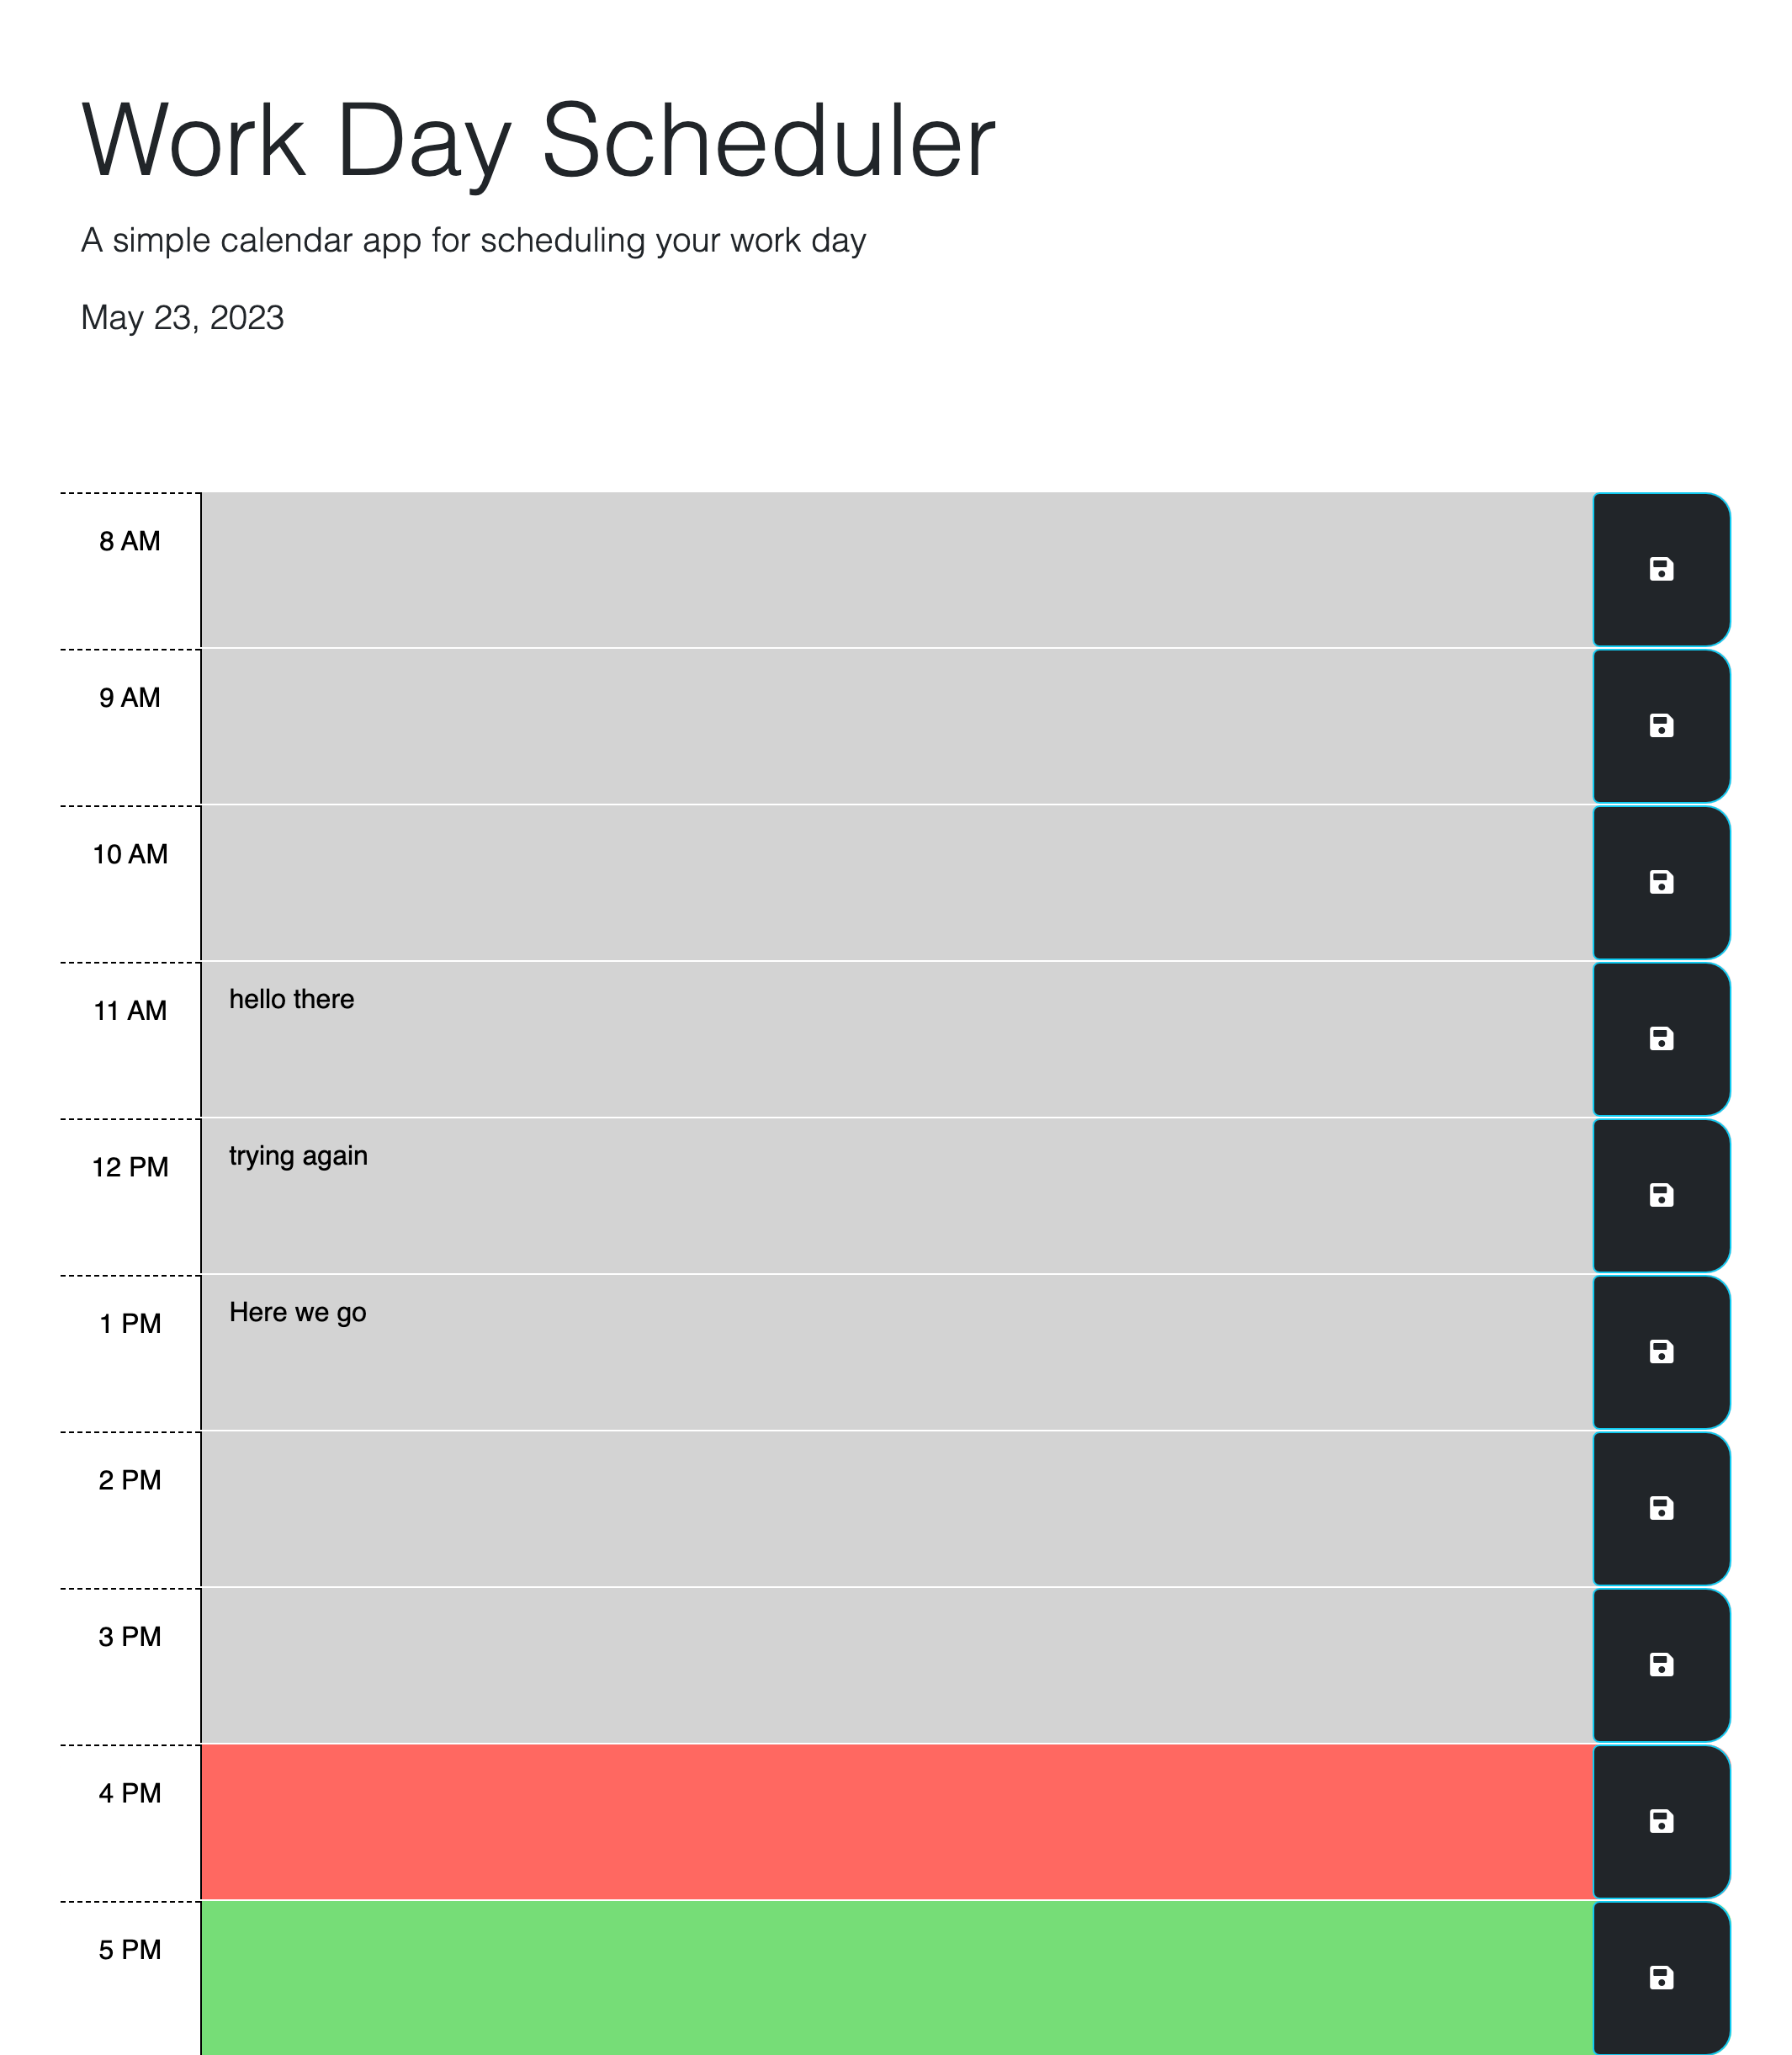 Work Day Scheduler
A simple calendar app for scheduling your work day
May 23, 2023
8 AM
9 AM
10 AM
11 AM
hello there
12 PM
trying again
1 PM
Here we go
2 PM
3 PM
4 PM
5 PM